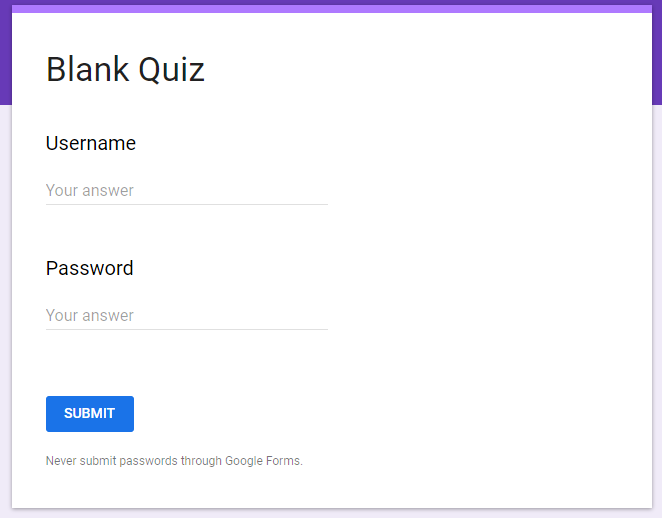 Blank Quiz
Username
Your answer
Password
Your answer
SUBMIT
Never submit passwords through Google Forms.